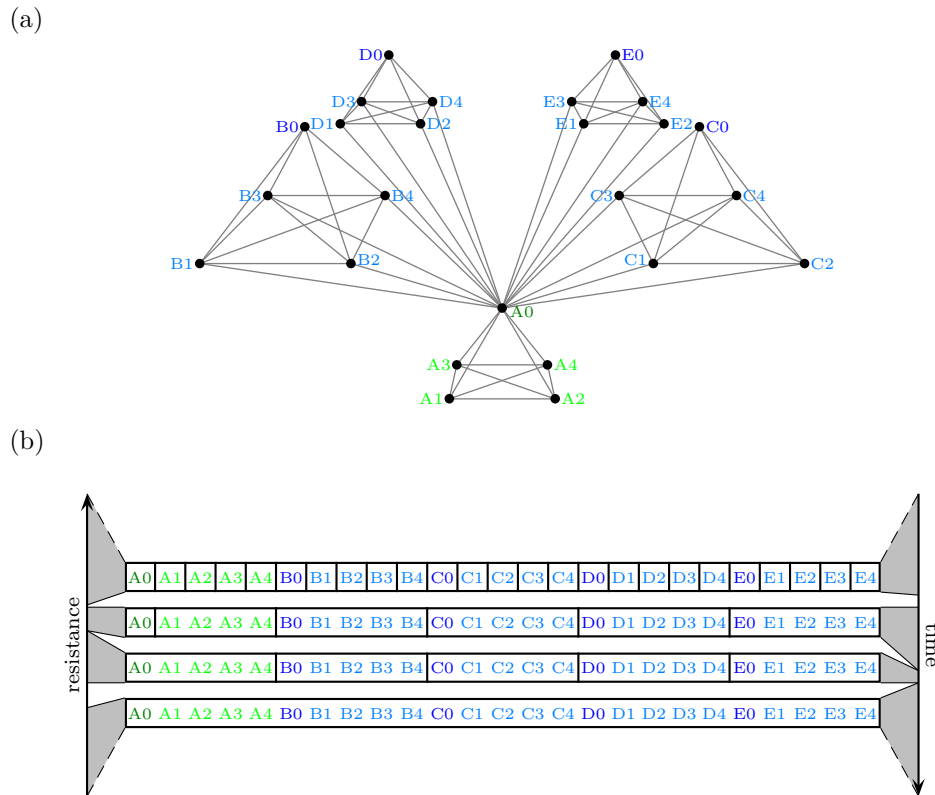 (a)
D0 E0
D3 D4 E3 E4
B0 D1 D2 E1 E2 C0
B3 B4 C3 C4
B1 B2 C1 C2
A0
A3 A4
A1 A2
(b)
resistance
A0 A1 A2 A3 A4 B0 B1 B2 B3 B4 C0 C1 C2 C3 C4 D0 D1 D2 D3 D4 E0 E1 E2 E3 E4
A0 A1 A2 A3 A4 B0 B1 B2 B3 B4 C0 C1 C2 C3 C4 D0 D1 D2 D3 D4 E0 E1 E2 E3 E4
A0 A1 A2 A3 A4 B0 B1 B2 B3 B4 C0 C1 C2 C3 C4 D0 D1 D2 D3 D4 E0 E1 E2 E3 E4
A0 A1 A2 A3 A4 B0 B1 B2 B3 B4 C0 C1 C2 C3 C4 D0 D1 D2 D3 D4 E0 E1 E2 E3 E4
time